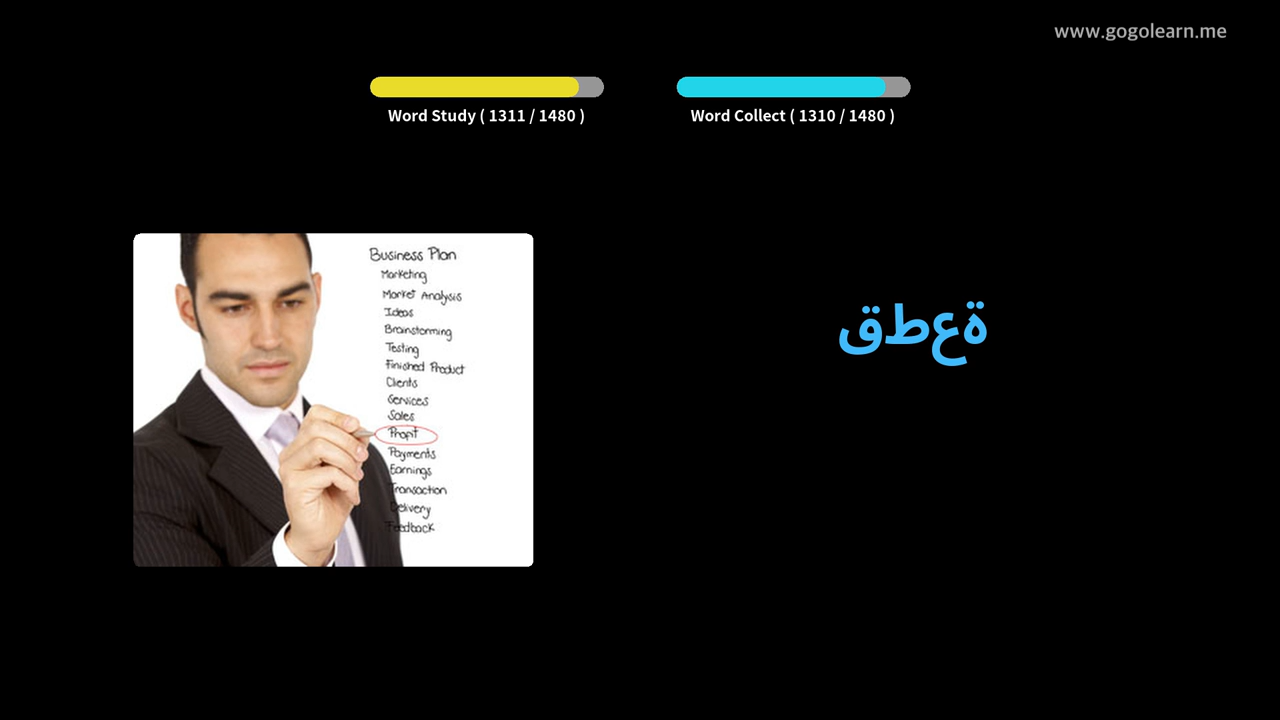 www.gogolearn.me
Word Study ( 1311 / 1480 )
Word Collect ( 1310 / 1480 )
Business Plan
Marketing
Market Analysis
Ideas
Brainstorming
Testing
Finished Product
Clients
Services
Sales
Profit
Payments
Earnings
Transaction
Delivery
Feedback
قطعة